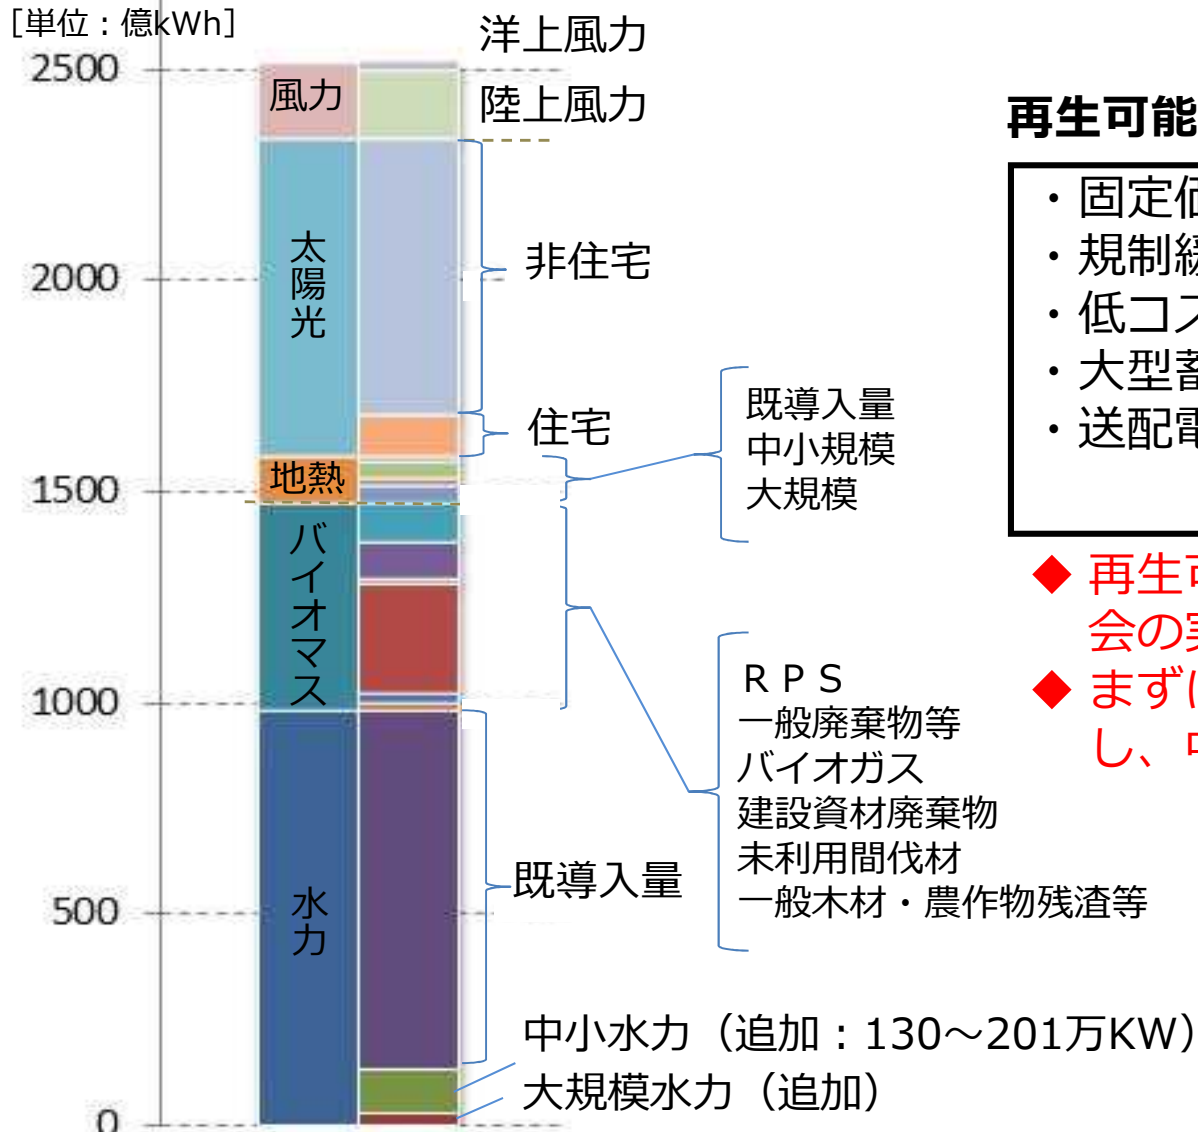 ［単位：億kWh］
2500
2000
1500
1000
500
0
風力
太陽光
地熱
バイオマス
水力
洋上風力
陸上風力
非住宅
住宅
既導入量
中小規模
大規模
ＲＰＳ
一般廃棄物等
バイオガス
建設資材廃棄物
未利用間伐材
一般木材・農作物残渣等
既導入量
中小水力（追加：130～201万KW）
大規模水力（追加）
再生可能
・固定価
・規制緩
・低コス
・大型蓄
・送配電
◆ 再生可
会の実
◆ まずは
し、中